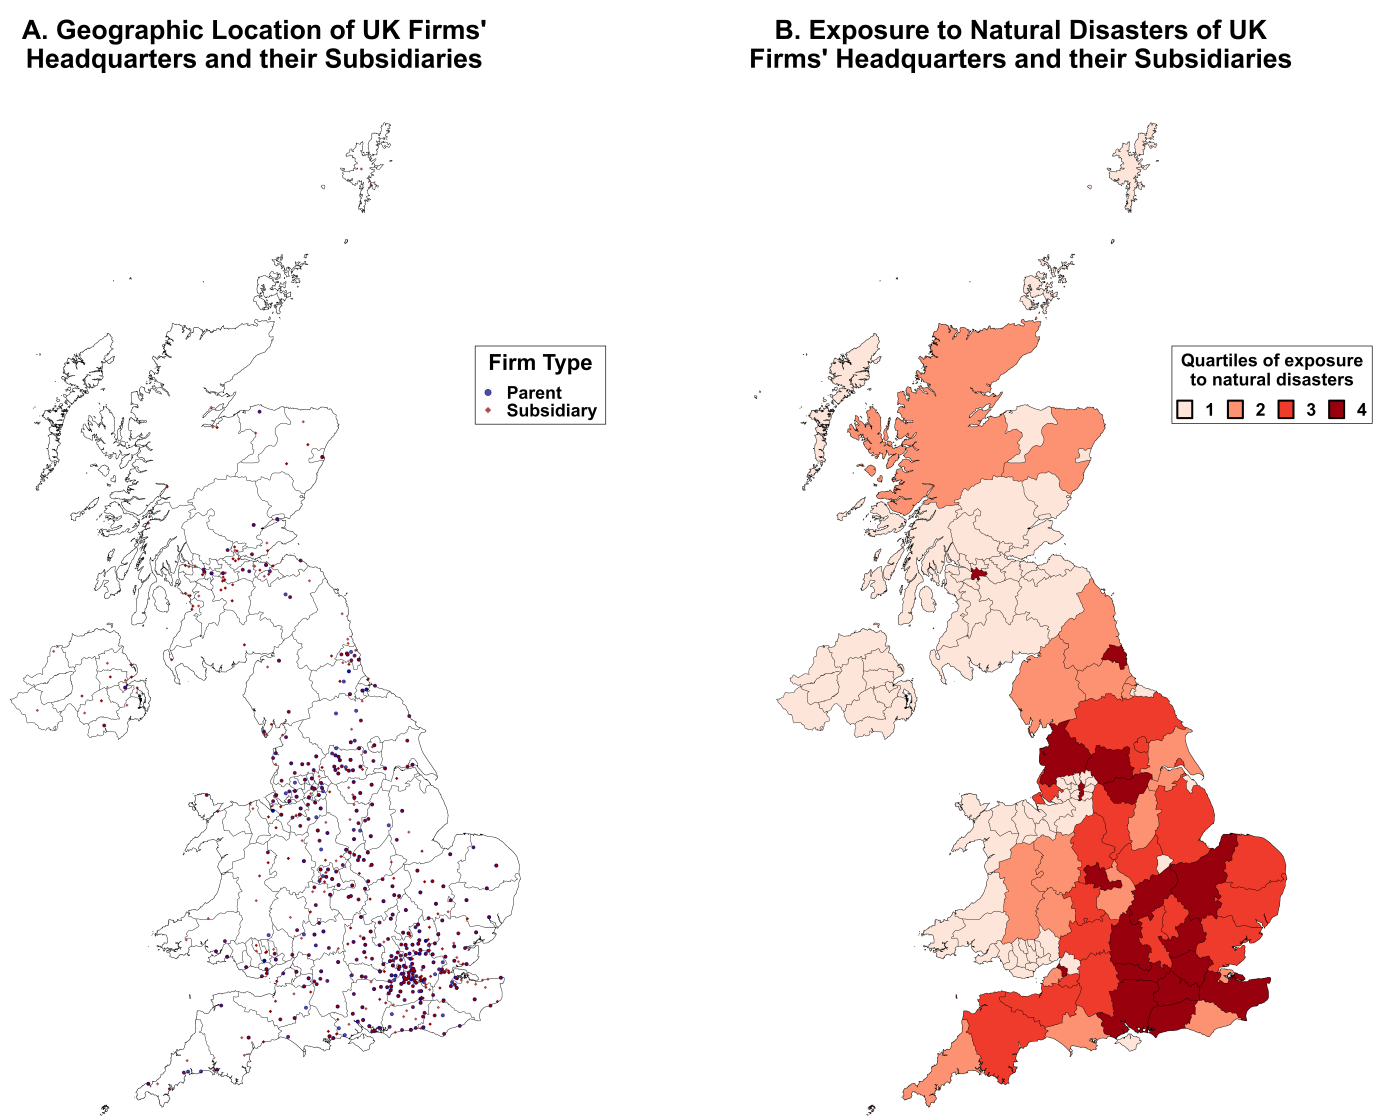 A. Geographic Location of UK Firms'
Headquarters and their Subsidiaries
B. Exposure to Natural Disasters of UK
Firms' Headquarters and their Subsidiaries
Firm Type
Parent
Subsidiary
Quartiles of exposure
to natural disasters
1 2 3 4